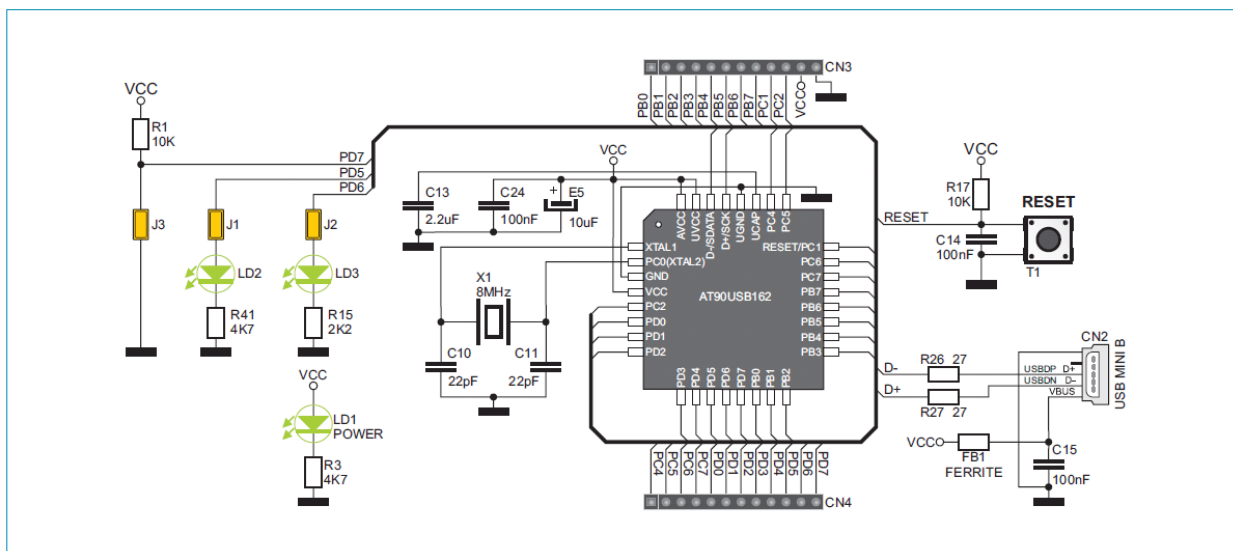 CN3
PB0
PB1
PB2
PB3
PB4
PB5
PB6
PB7
PC1
PC2
VCC
VCC
R1
10K
PD7
PD5
PD6
J3
J1
J2
LD2
LD3
R41
4K7
R15
2K2
LD1
POWER
VCC
R3
4K7
VCC
C13
2.2uF
C24
100nF
+
E5
10uF
X1
8MHz
C10
22pF
C11
22pF
AVCC
UVCC
D-/SDATA
D+/SCK
UGND
UCAP
PC4
PC5
XTAL1
PC0(XTAL2)
GND
VCC
PC2
PD0
PD1
PD2
AT90USB162
RESET/PC1
PC6
PC7
PB7
PB6
PB5
PB4
PB3
PD3
PD4
PD5
PD6
PD7
PB0
PB1
PB2
PC4
PC5
PC6
PC7
PD0
PD1
PD2
PD3
PD4
PD5
PD6
PD7
CN4
VCC
R17
10K
RESET
RESET
C14
100nF
T1
CN2
USB MINI B
D-
R26 27
USBDP D+
USBDN D-
D+
R27 27
VBUS
VCC
FB1
FERRITE
C15
100nF